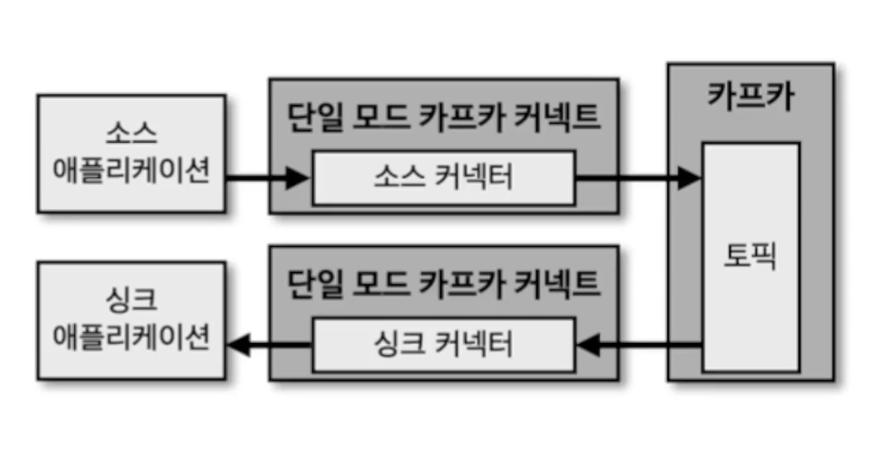 소스
애플리케이션
단일 모드 카프카 커넥트
소스 커넥터
카프카
토픽
싱크
애플리케이션
단일 모드 카프카 커넥트
싱크 커넥터